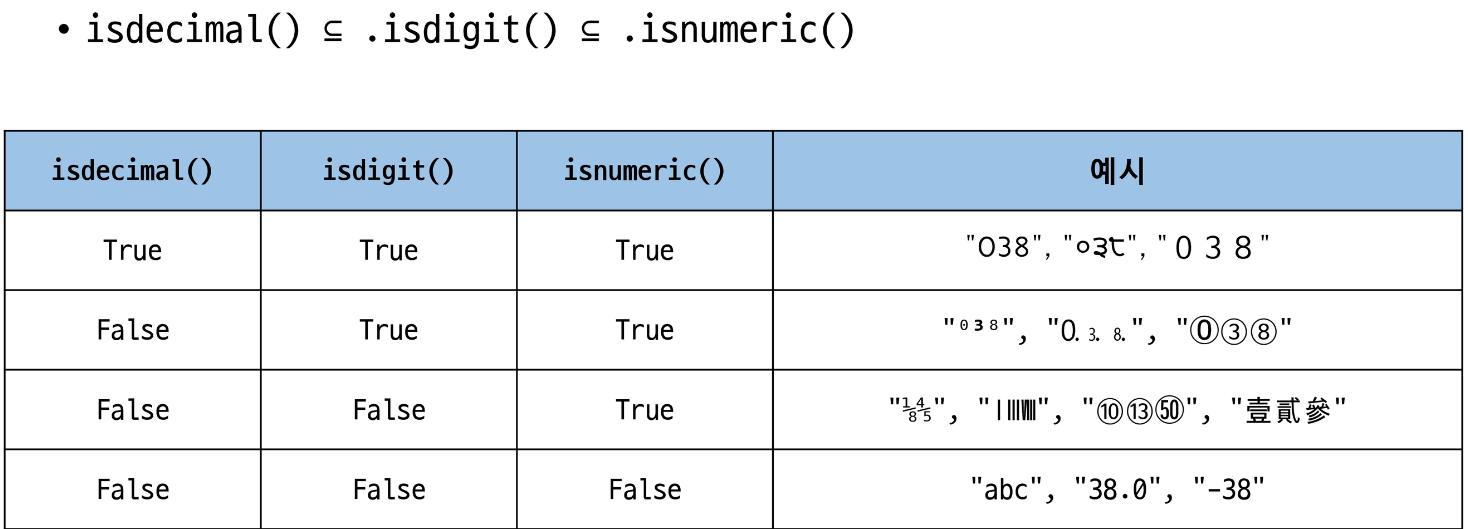 • isdecimal() ⊆ .isdigit() ⊆ .isnumeric()
isdecimal() isdigit() isnumeric() 예시
True True True "038", "०३८", "０３８"
False True True "⁰³⁸", "🄀⒊⒏", "⓪③⑧"
False False True "⅛⅘", "ⅠⅢⅧ", "⑩⑬㊿", "壹貳參"
False False False "abc", "38.0", "-38"